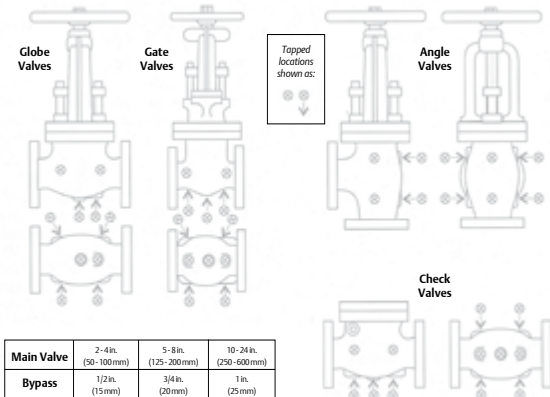 Globe
Valves
Gate
Valves
Tapped
locations
shown as:
Angle
Valves
Check
Valves
Main Valve 2-4 in. 5-8 in. 10-24 in.
(50-100 mm) (125-200 mm) (250-600 mm)
Bypass 1/2 in. 3/4 in. 1 in.
(15 mm) (20 mm) (25 mm)